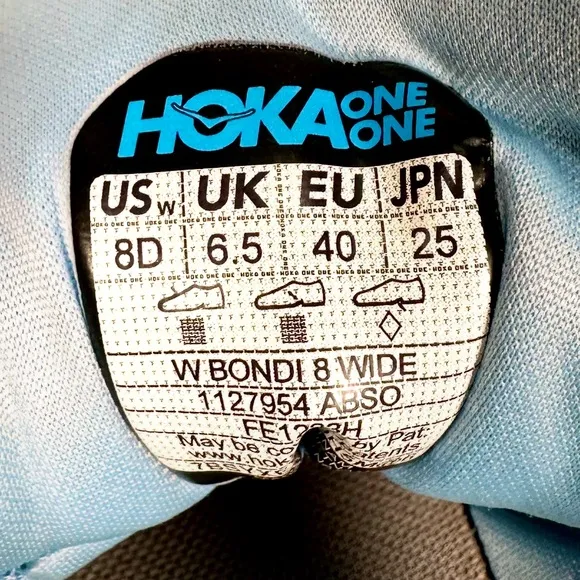 HOKA ONE ONE
US W UK EU JPN
8D 6.5 40 25
W BONDI 8 WIDE
1127954 ABSO
May be by Pat